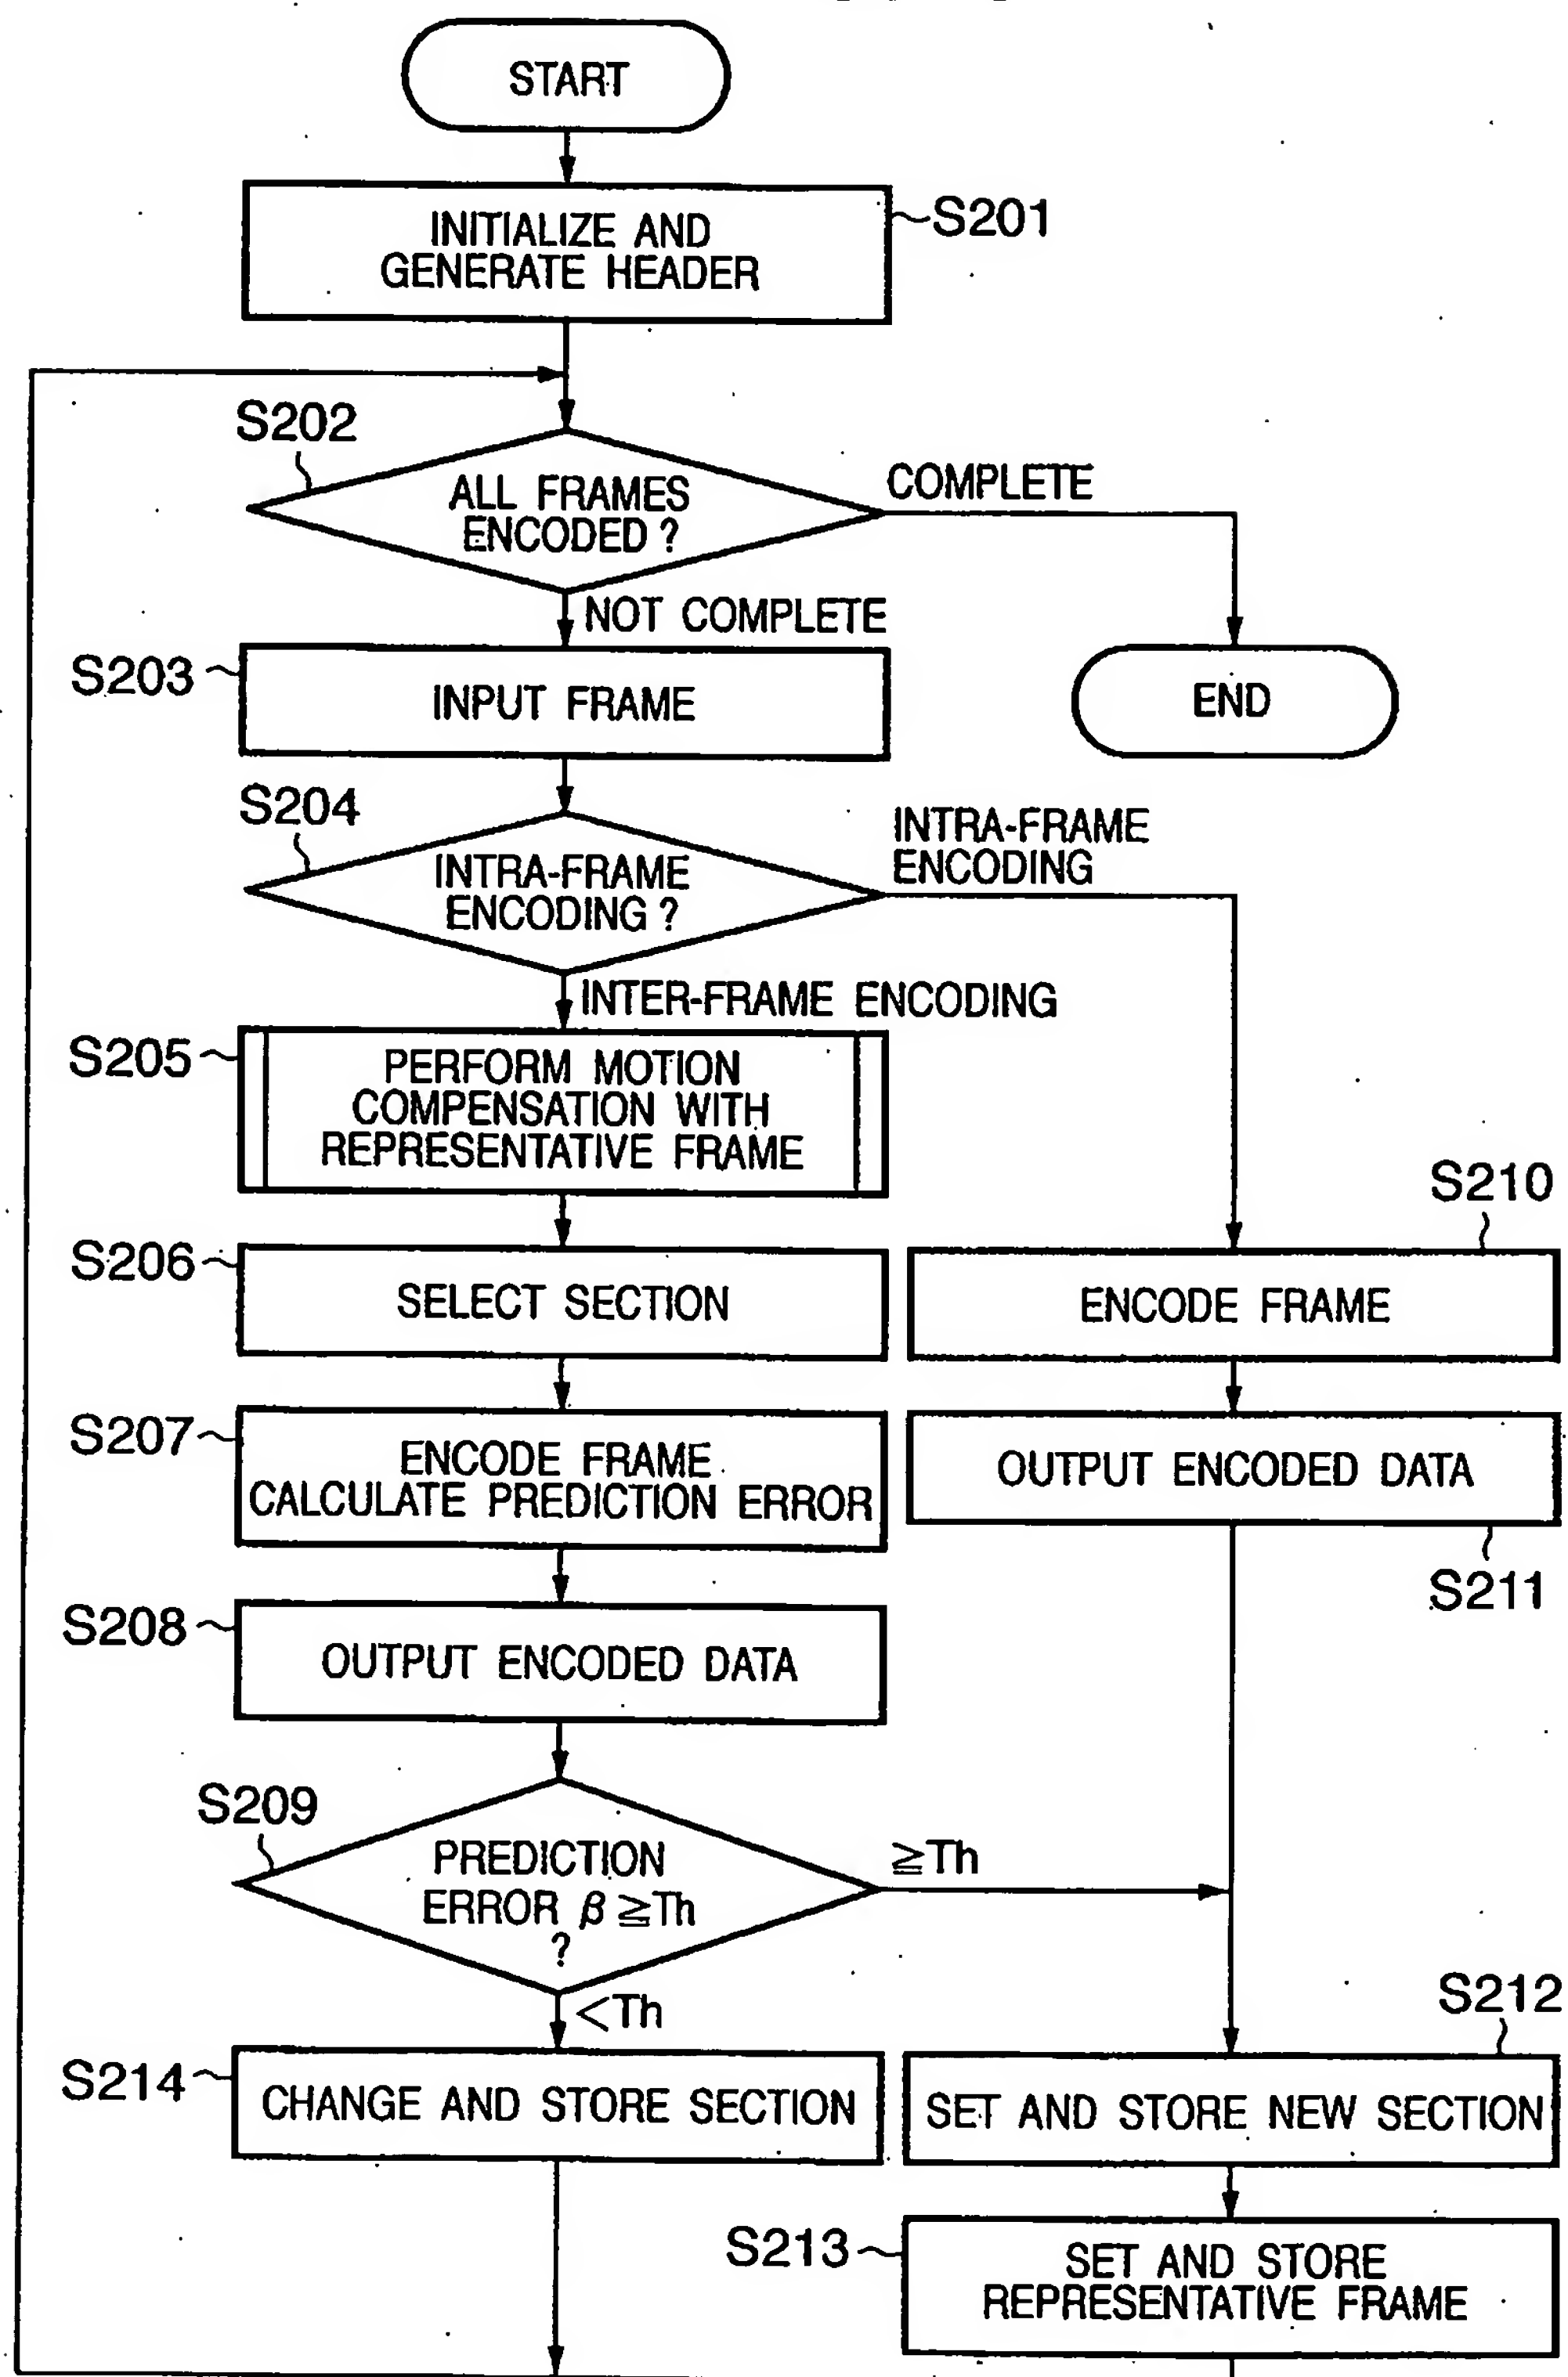 START
INITIALIZE AND
GENERATE HEADER
S201
S202
ALL FRAMES
ENCODED ?
COMPLETE
NOT COMPLETE
S203
INPUT FRAME
END
S204
INTRA-FRAME
ENCODING ?
INTRA-FRAME
ENCODING
INTER-FRAME ENCODING
S205
PERFORM MOTION
COMPENSATION WITH
REPRESENTATIVE FRAME
S206
SELECT SECTION
S210
ENCODE FRAME
S207
ENCODE FRAME
CALCULATE PREDICTION ERROR
OUTPUT ENCODED DATA
S211
S208
OUTPUT ENCODED DATA
S209
PREDICTION
ERROR β ≧Th
?
≧Th
<Th
S214
CHANGE AND STORE SECTION
S212
SET AND STORE NEW SECTION
S213
SET AND STORE
REPRESENTATIVE FRAME